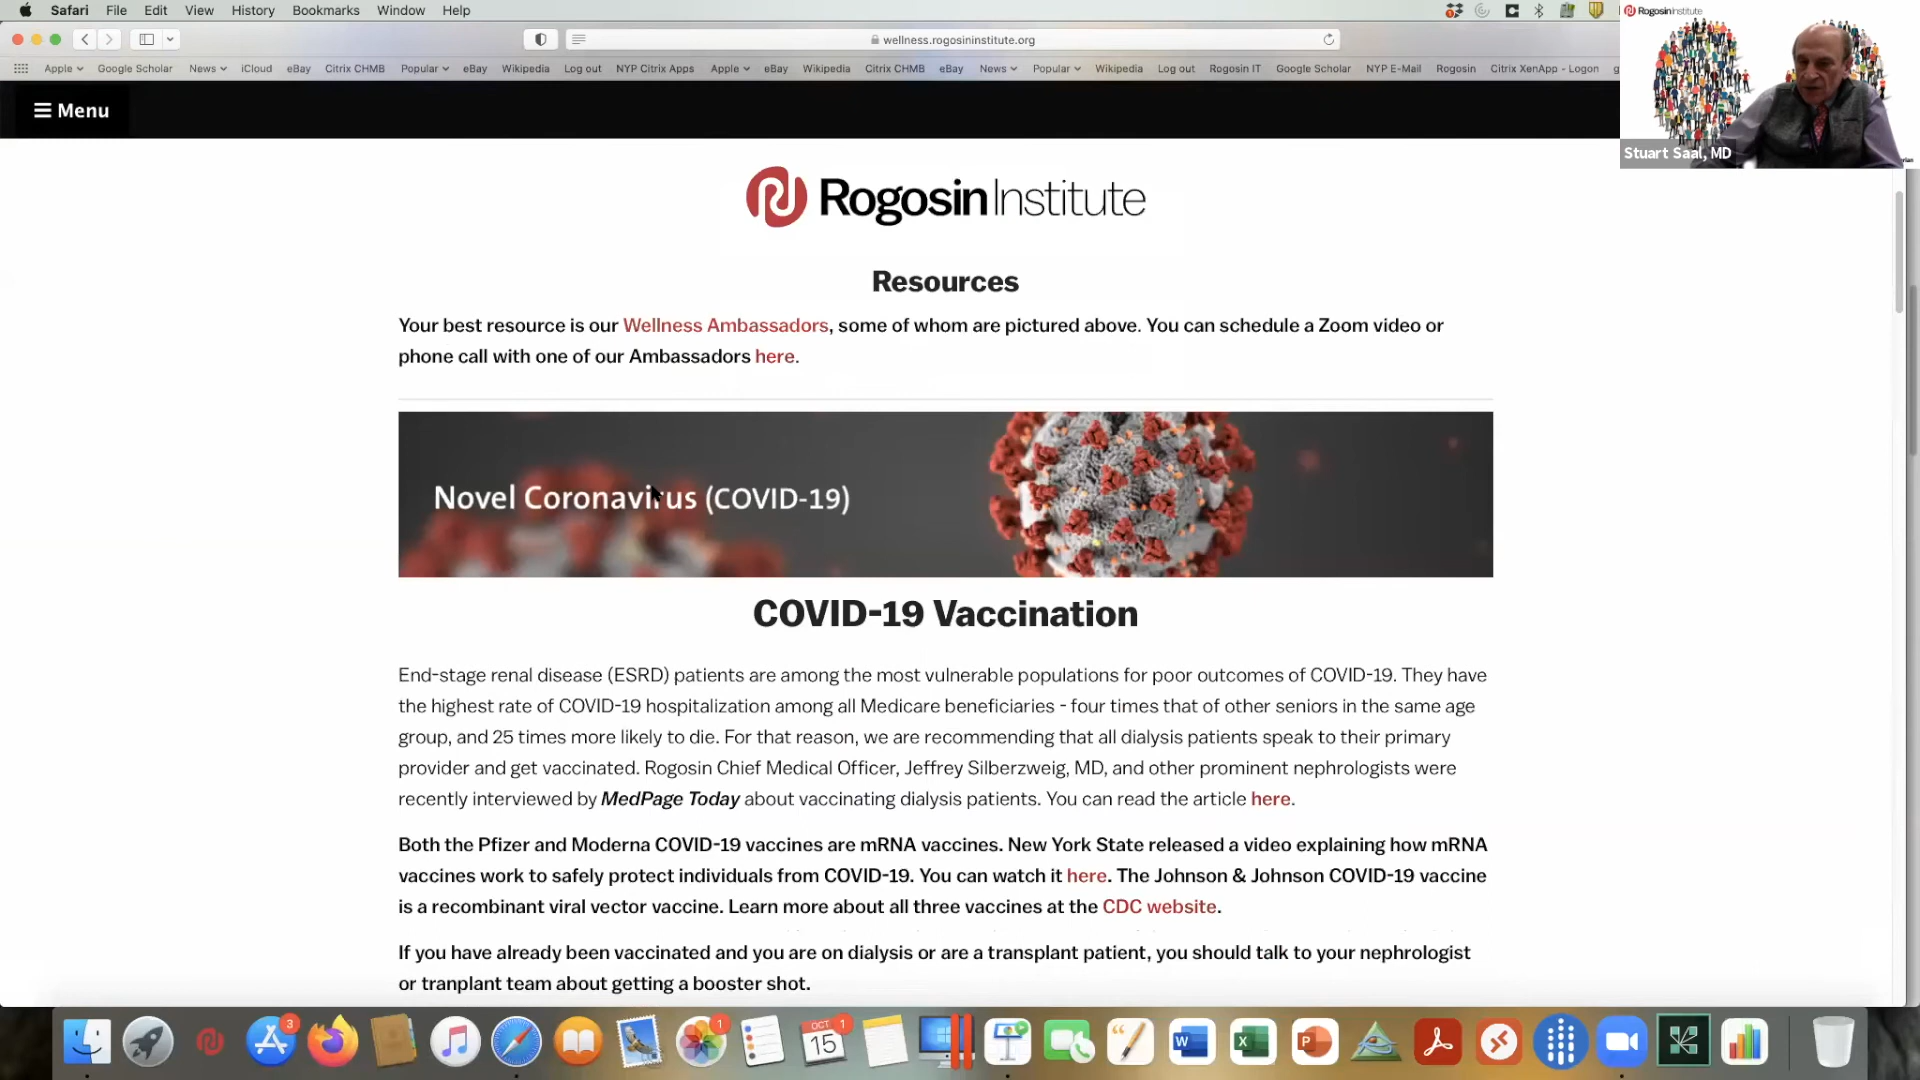 Safari File Edit View History Bookmarks Window Help
wellness.rogosininstitute.org
Apple Google Scholar News iCloud eBay Citrix CHMB Popular eBay Wikipedia Log out NYP Citrix Apps Apple eBay Wikipedia Citrix CHMB eBay News Popular Wikipedia Log out Rogosin IT Google Scholar NYP E-Mail Rogosin Citrix XenApp - Logon
Rogosin Institute
Stuart Saal, MD
Menu
Rogosin Institute
Resources
Your best resource is our Wellness Ambassadors, some of whom are pictured above. You can schedule a Zoom video or
phone call with one of our Ambassadors here.
Novel Coronavirus (COVID-19)
COVID-19 Vaccination
End-stage renal disease (ESRD) patients are among the most vulnerable populations for poor outcomes of COVID-19. They have
the highest rate of COVID-19 hospitalization among all Medicare beneficiaries - four times that of other seniors in the same age
group, and 25 times more likely to die. For that reason, we are recommending that all dialysis patients speak to their primary
provider and get vaccinated. Rogosin Chief Medical Officer, Jeffrey Silberzweig, MD, and other prominent nephrologists were
recently interviewed by MedPage Today about vaccinating dialysis patients. You can read the article here.
Both the Pfizer and Moderna COVID-19 vaccines are mRNA vaccines. New York State released a video explaining how mRNA
vaccines work to safely protect individuals from COVID-19. You can watch it here. The Johnson & Johnson COVID-19 vaccine
is a recombinant viral vector vaccine. Learn more about all three vaccines at the CDC website.
If you have already been vaccinated and you are on dialysis or are a transplant patient, you should talk to your nephrologist
or tranplant team about getting a booster shot.
3
1
OCT 1
15
W
X
P